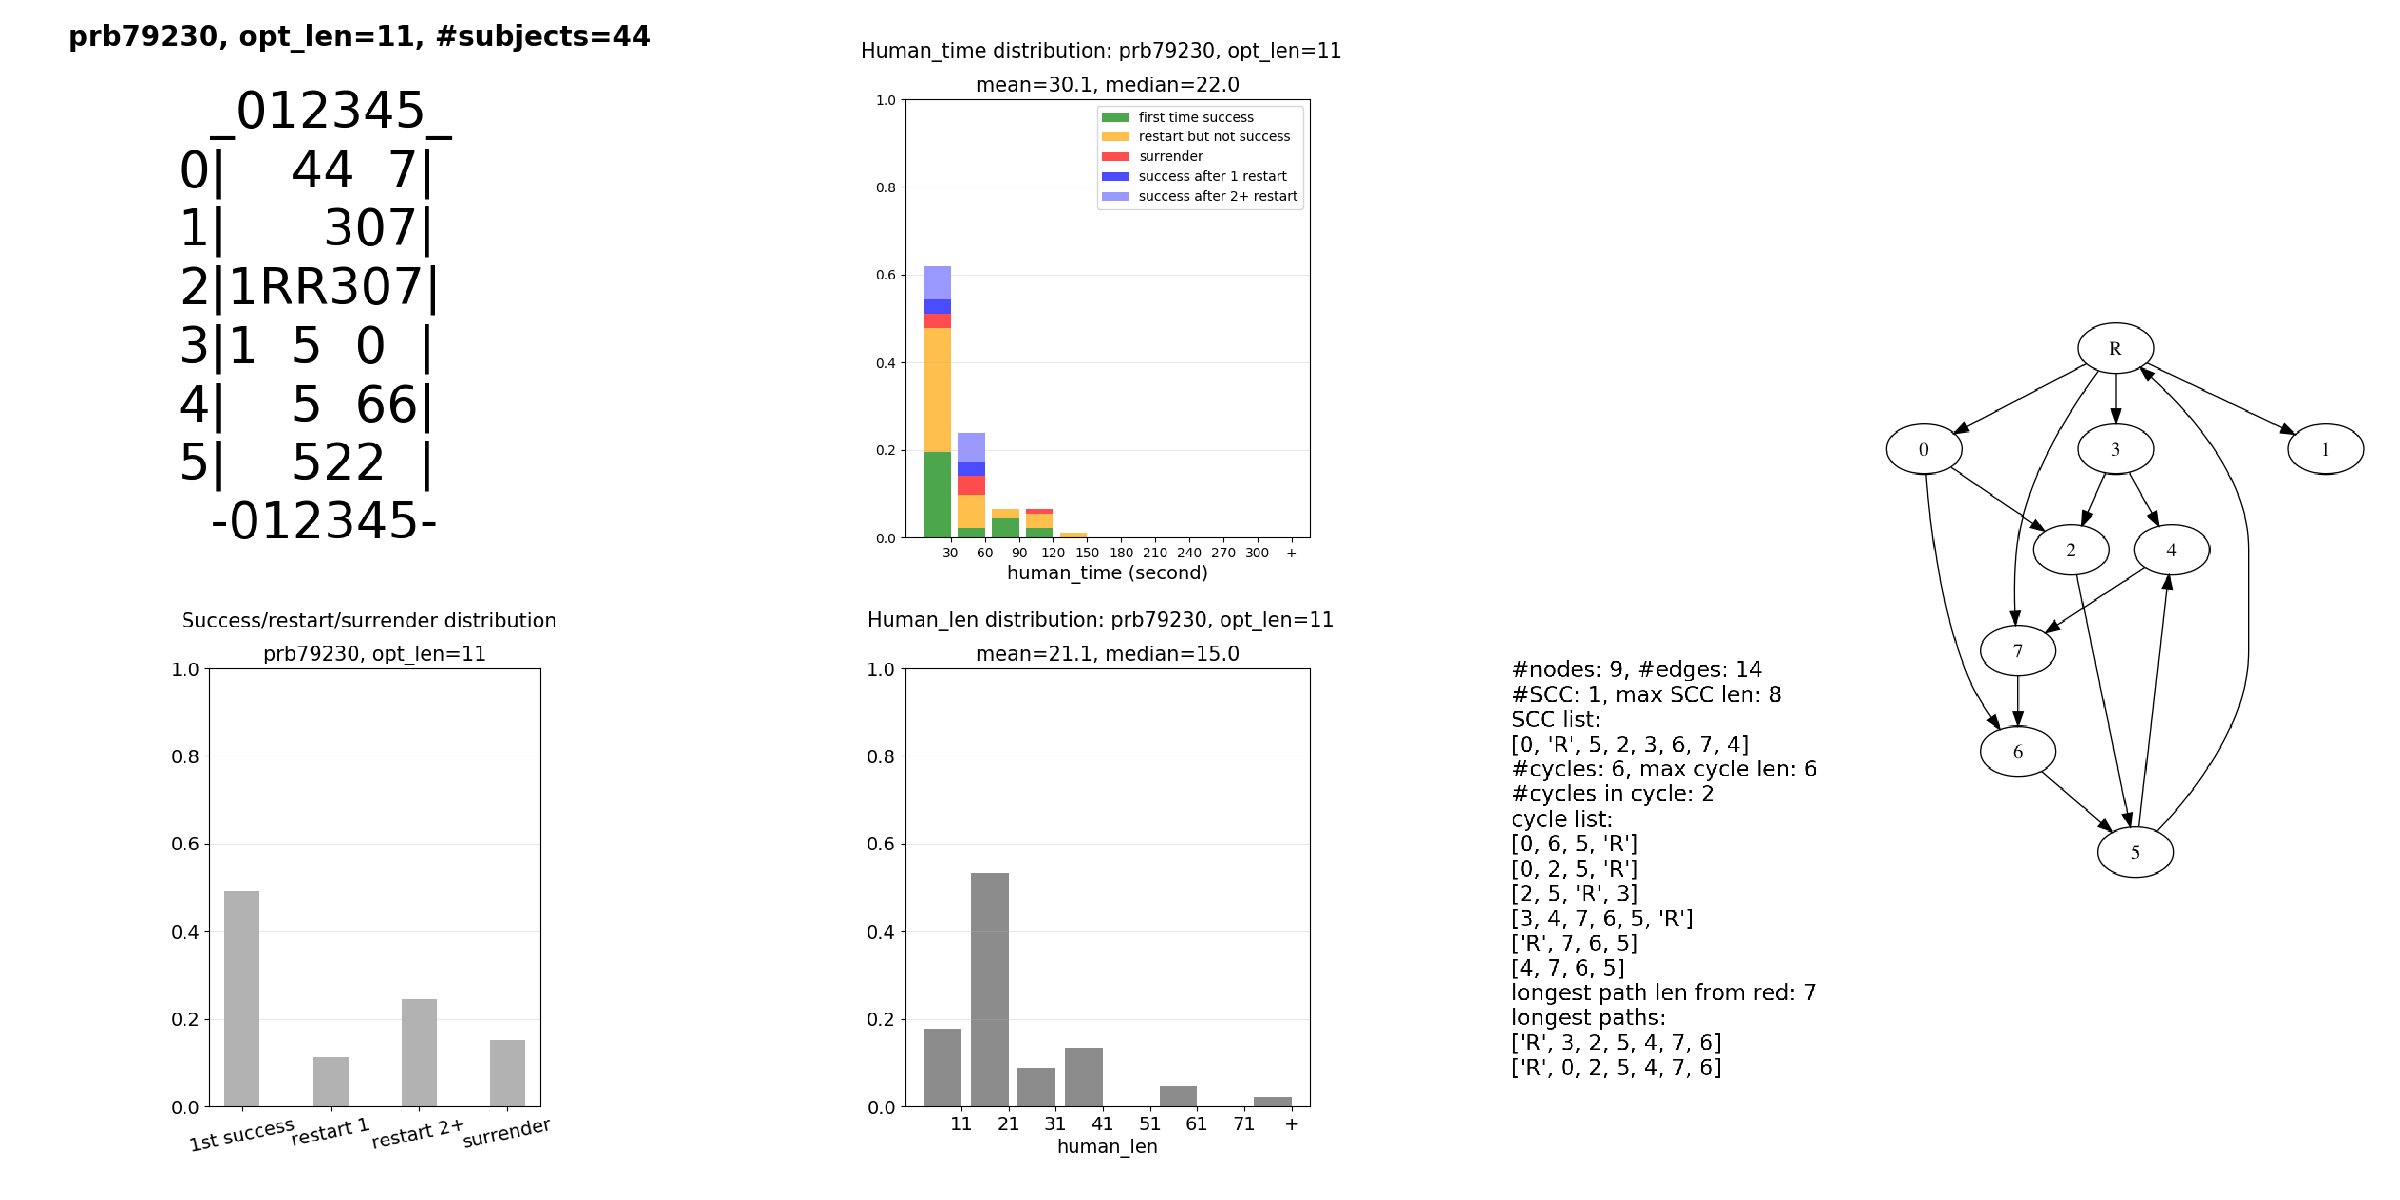 prb79230, opt_len=11, #subjects=44
_012345_
0|  44 7|
1|   307|
2|1RR307|
3|1 5 0 |
4|  5 66|
5|  522 |
-012345-
Human_time distribution: prb79230, opt_len=11
mean=30.1, median=22.0
1.0
0.8
0.6
0.4
0.2
0.0
first time success
restart but not success
surrender
success after 1 restart
success after 2+ restart
30 60 90 120 150 180 210 240 270 300 +
human_time (second)
Success/restart/surrender distribution
prb79230, opt_len=11
1.0
0.8
0.6
0.4
0.2
0.0
1st success restart 1 restart 2+ surrender
Human_len distribution: prb79230, opt_len=11
mean=21.1, median=15.0
1.0
0.8
0.6
0.4
0.2
0.0
11 21 31 41 51 61 71 +
human_len
#nodes: 9, #edges: 14
#SCC: 1, max SCC len: 8
SCC list:
[0, 'R', 5, 2, 3, 6, 7, 4]
#cycles: 6, max cycle len: 6
#cycles in cycle: 2
cycle list:
[0, 6, 5, 'R']
[0, 2, 5, 'R']
[2, 5, 'R', 3]
[3, 4, 7, 6, 5, 'R']
['R', 7, 6, 5]
[4, 7, 6, 5]
longest path len from red: 7
longest paths:
['R', 3, 2, 5, 4, 7, 6]
['R', 0, 2, 5, 4, 7, 6]
R
0 3 1
2 4
7
6
5